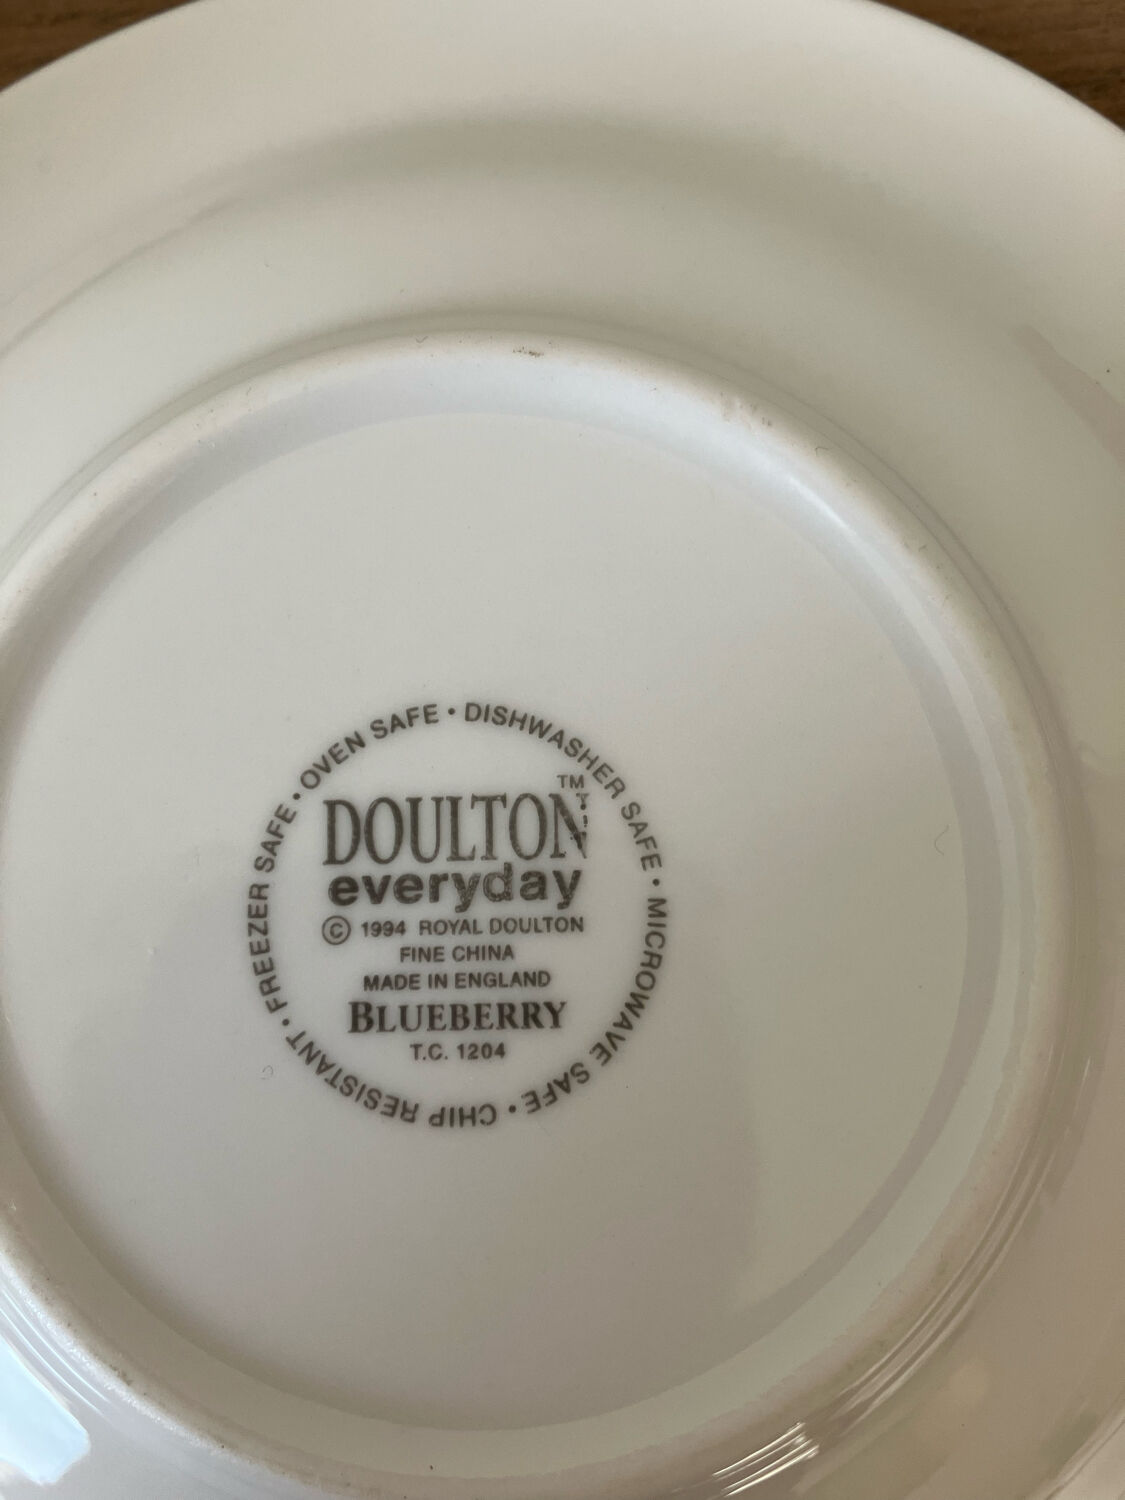 OVEN SAFE • DISHWASHER SAFE • MICROWAVE SAFE • CHIP RESISTANT • FREEZER SAFE •
DOULTON™
everyday
© 1994 ROYAL DOULTON
FINE CHINA
MADE IN ENGLAND
BLUEBERRY
T.C. 1204